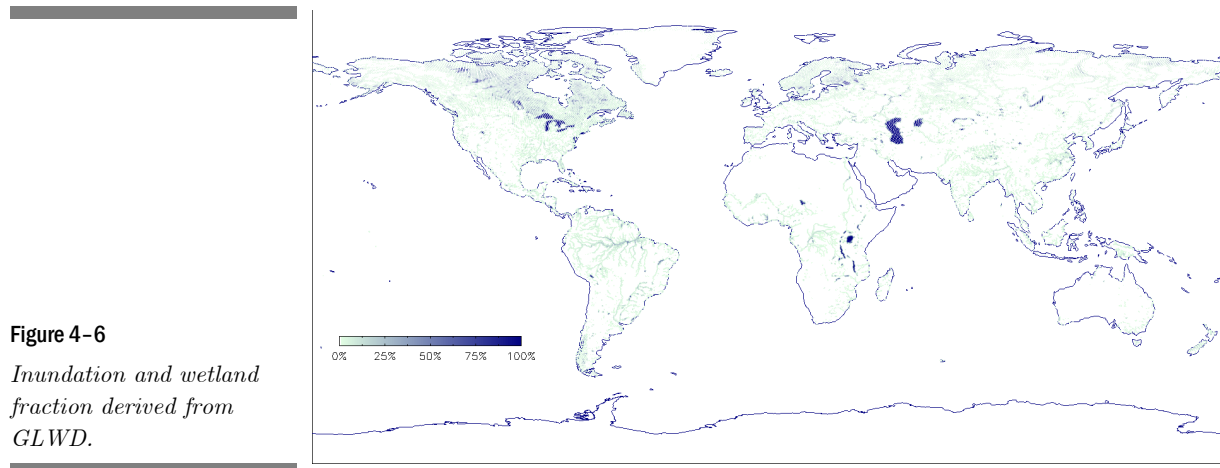 Figure 4–6
Inundation and wetland
fraction derived from
GLWD.
0% 25% 50% 75% 100%